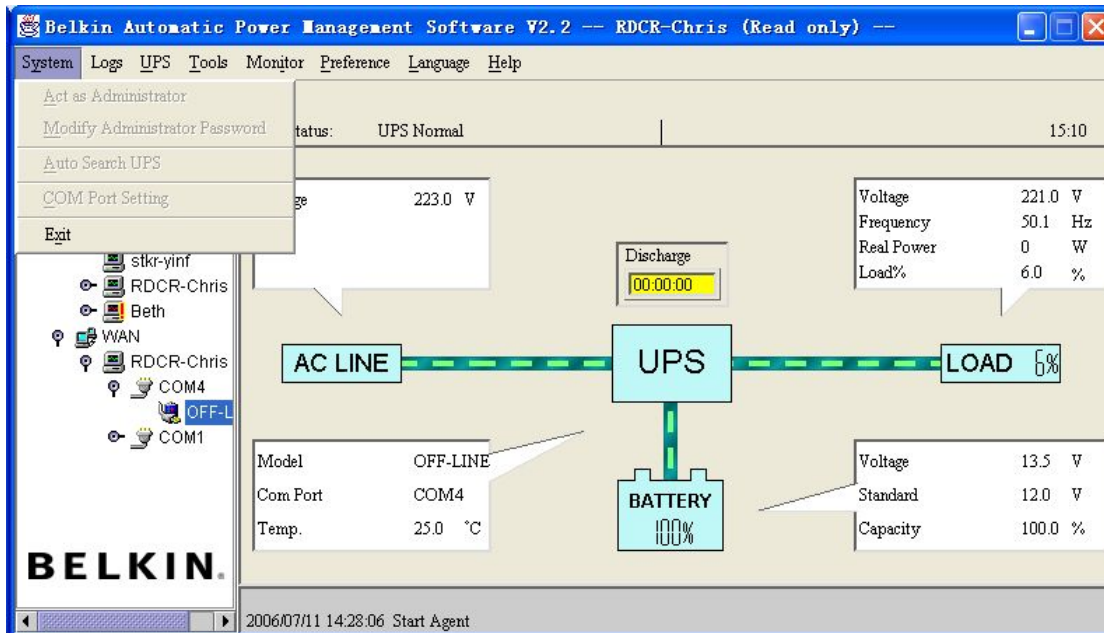 Belkin Automatic Power Management Software V2.2 -- RDCR-Chris (Read only) --
System Logs UPS Tools Monitor Preference Language Help
Act as Administrator
Modify Administrator Password
Auto Search UPS
COM Port Setting
Exit
tatus: UPS Normal 15:10
stkr-yinf
RDCR-Chris
Beth
WAN
RDCR-Chris
COM4
OFF-L
COM1
BELKIN.
ge 223.0 V
Discharge
00:00:00
Voltage 221.0 V
Frequency 50.1 Hz
Real Power 0 W
Load% 6.0 %
AC LINE
UPS
LOAD 6%
Model OFF-LINE
Com Port COM4
Temp. 25.0 °C
BATTERY
100%
Voltage 13.5 V
Standard 12.0 V
Capacity 100.0 %
2006/07/11 14:28:06 Start Agent